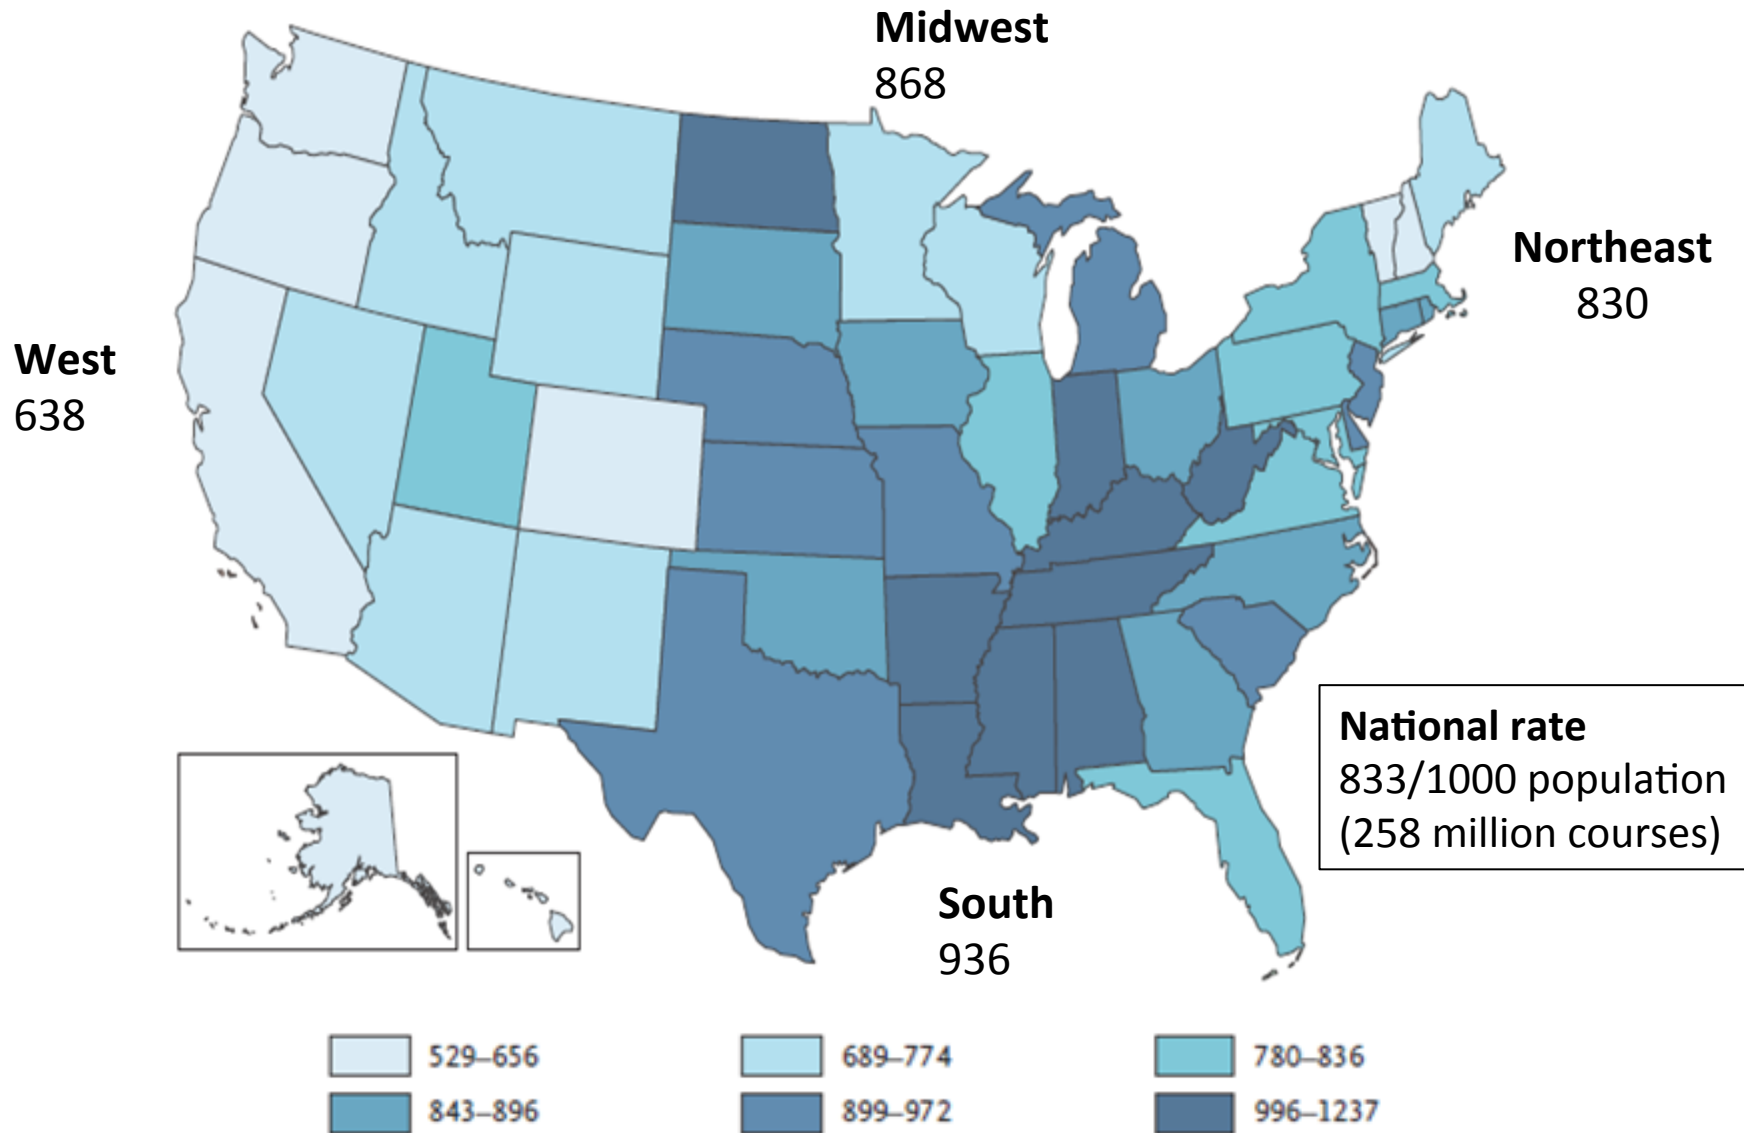 Midwest
868
Northeast
830
West
638
National rate
833/1000 population
(258 million courses)
South
936
529–656
689–774
780–836
843–896
899–972
996–1237